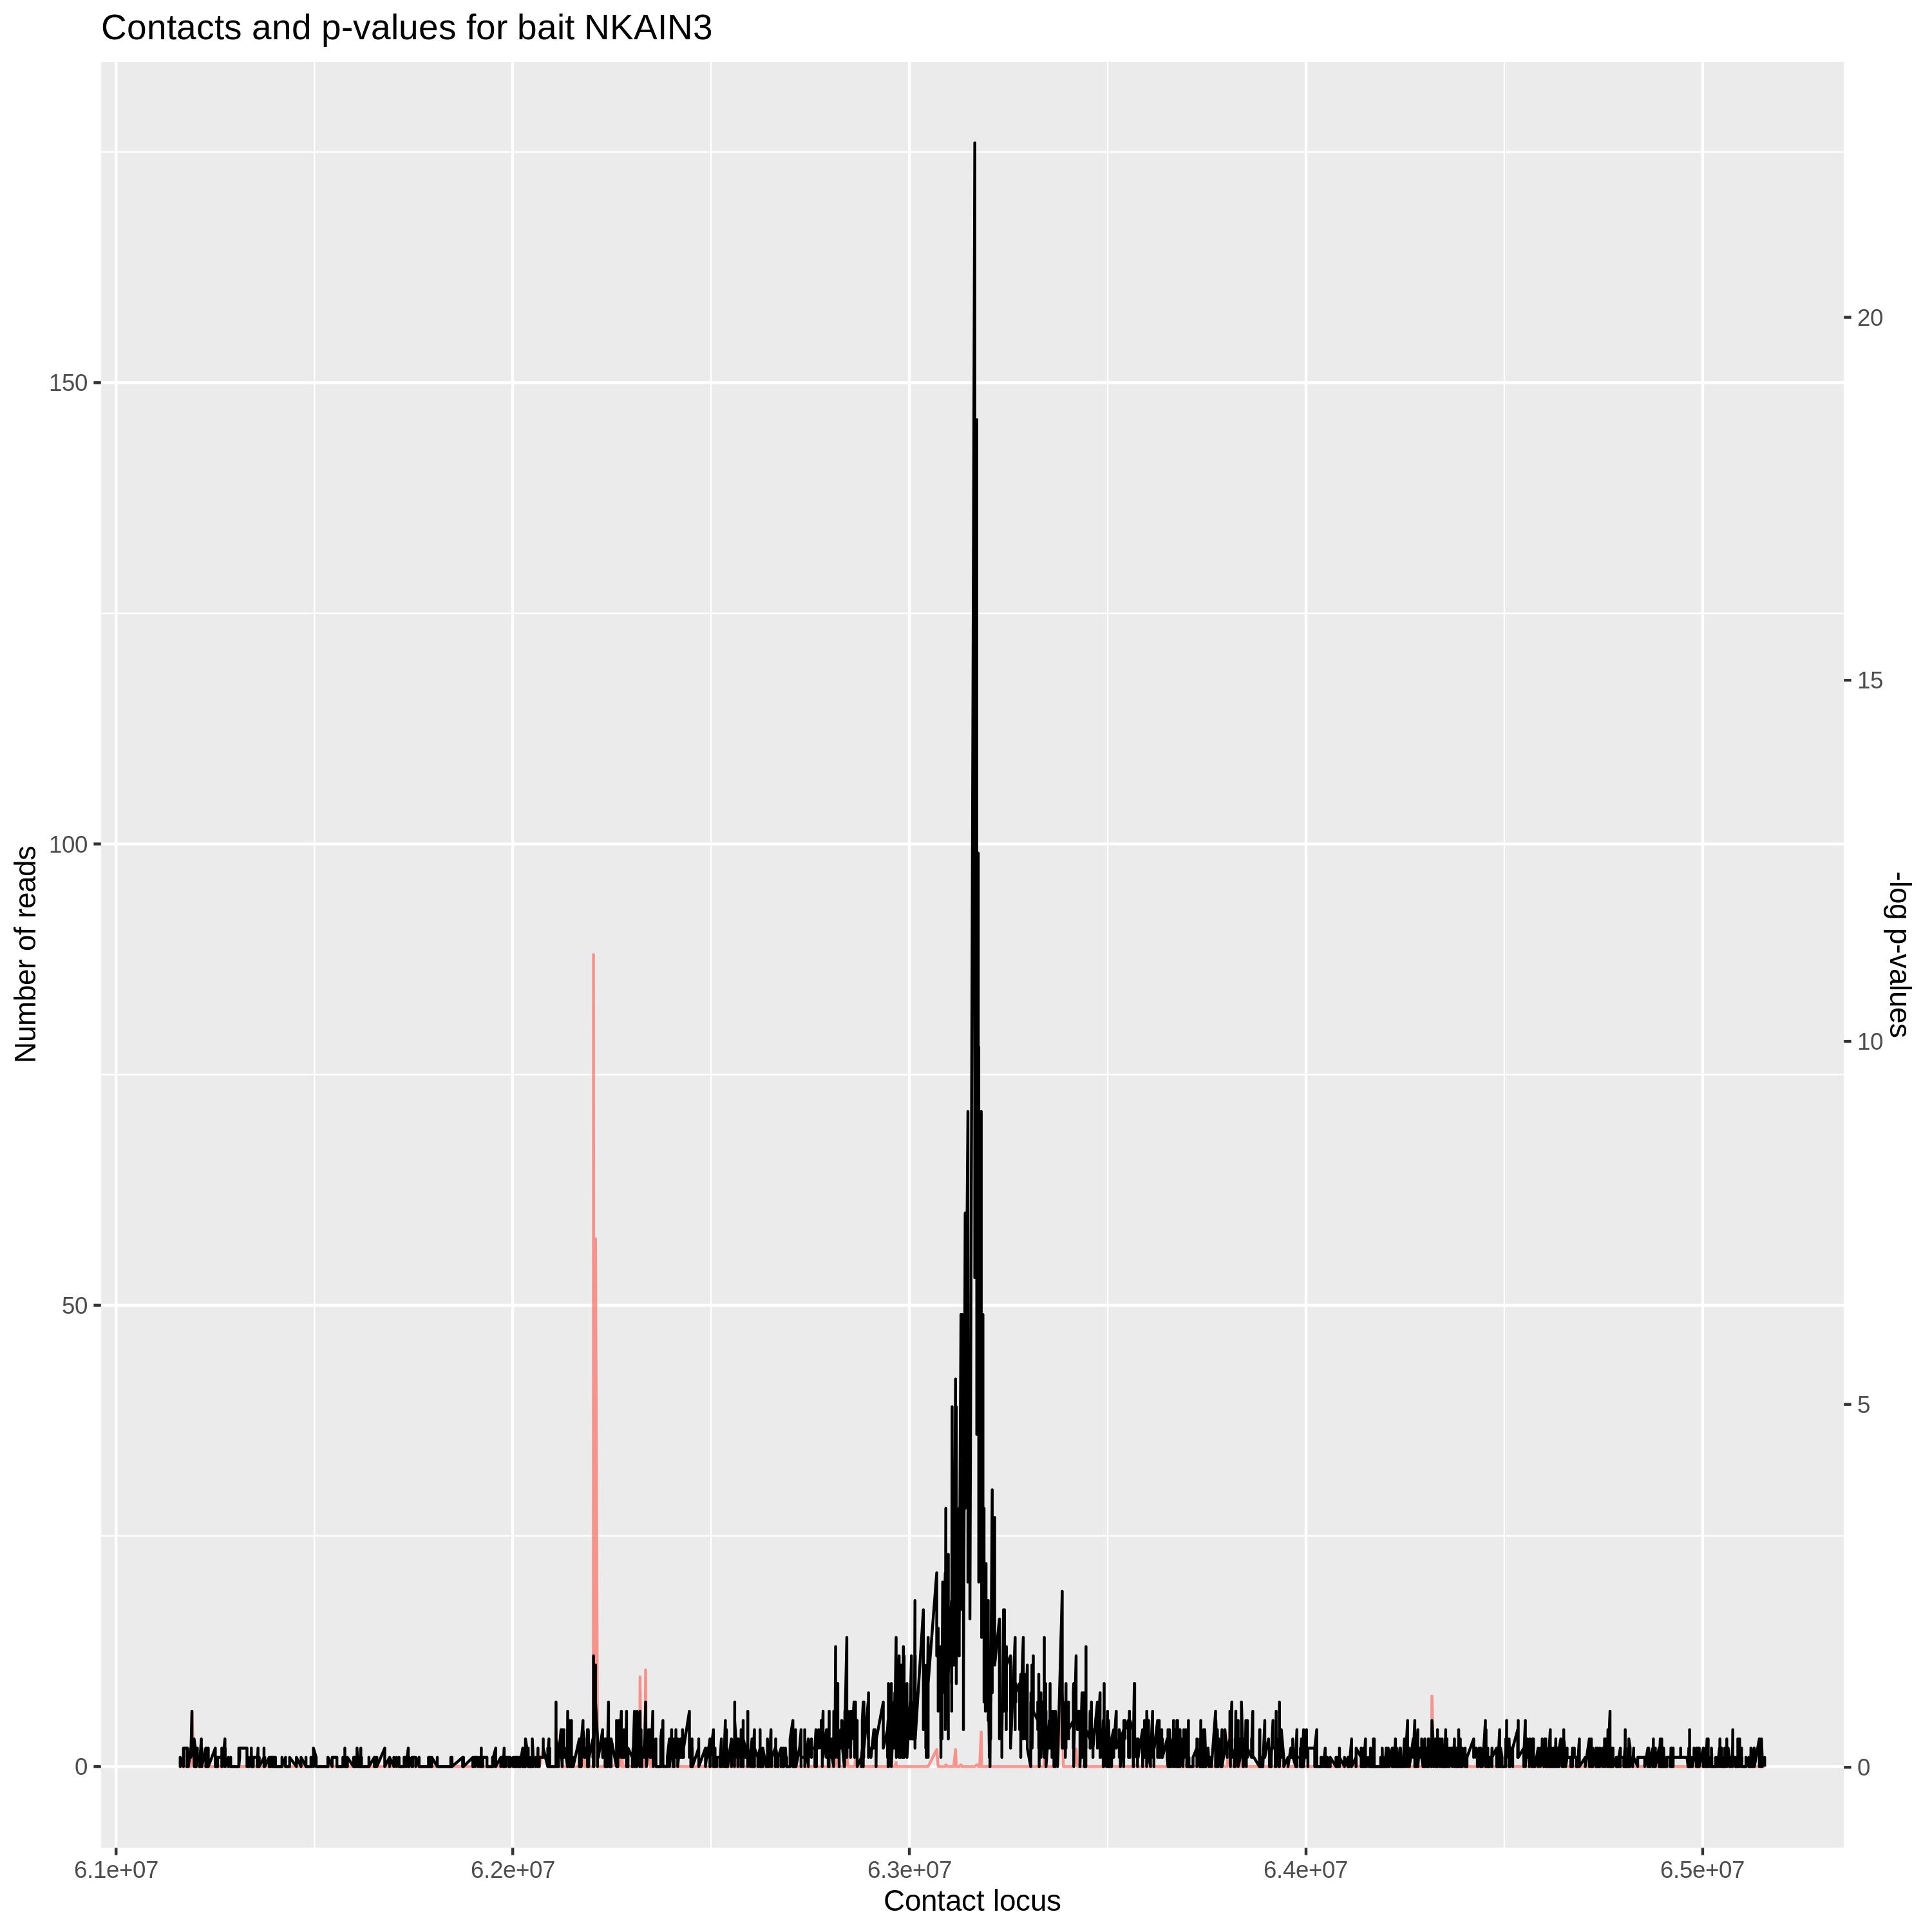 Contacts and p-values for bait NKAIN3
Number of reads
150
100
50
0
20
15
10
5
0
-log p-values
6.1e+07 6.2e+07 6.3e+07 6.4e+07 6.5e+07
Contact locus